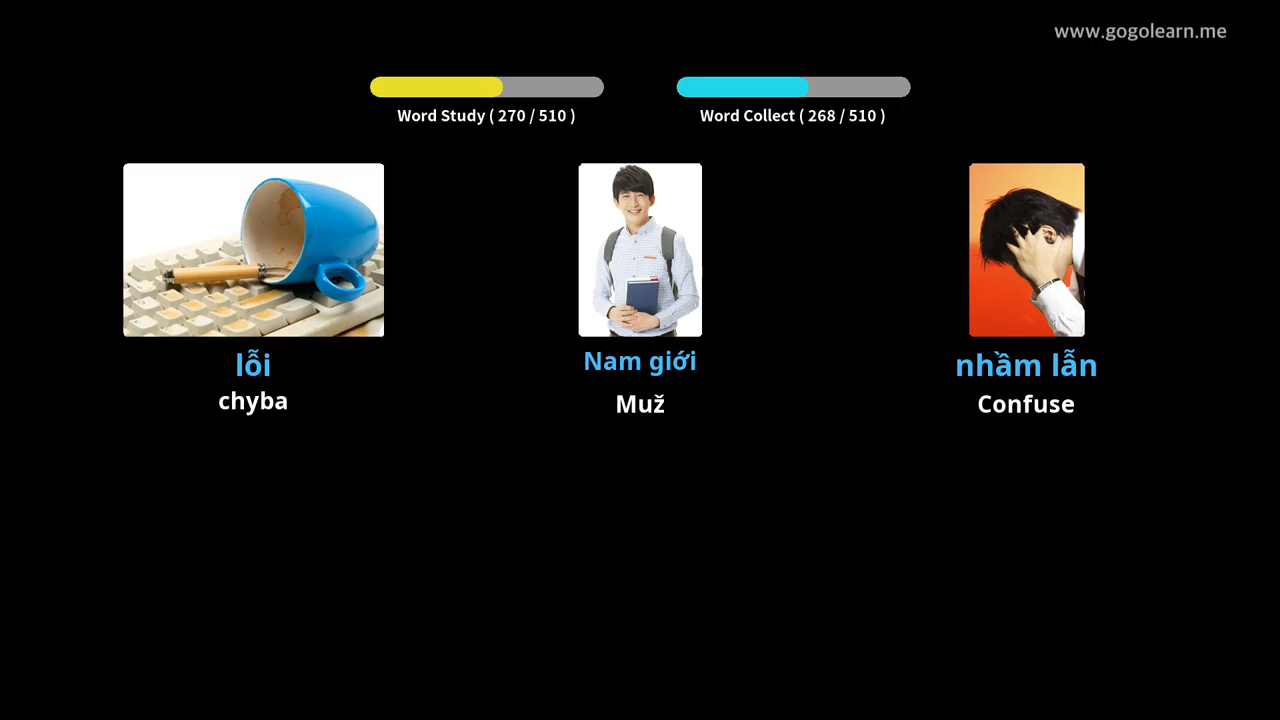 www.gogolearn.me
Word Study ( 270 / 510 )
Word Collect ( 268 / 510 )
lỗi
chyba
Nam giới
Muž
nhầm lẫn
Confuse